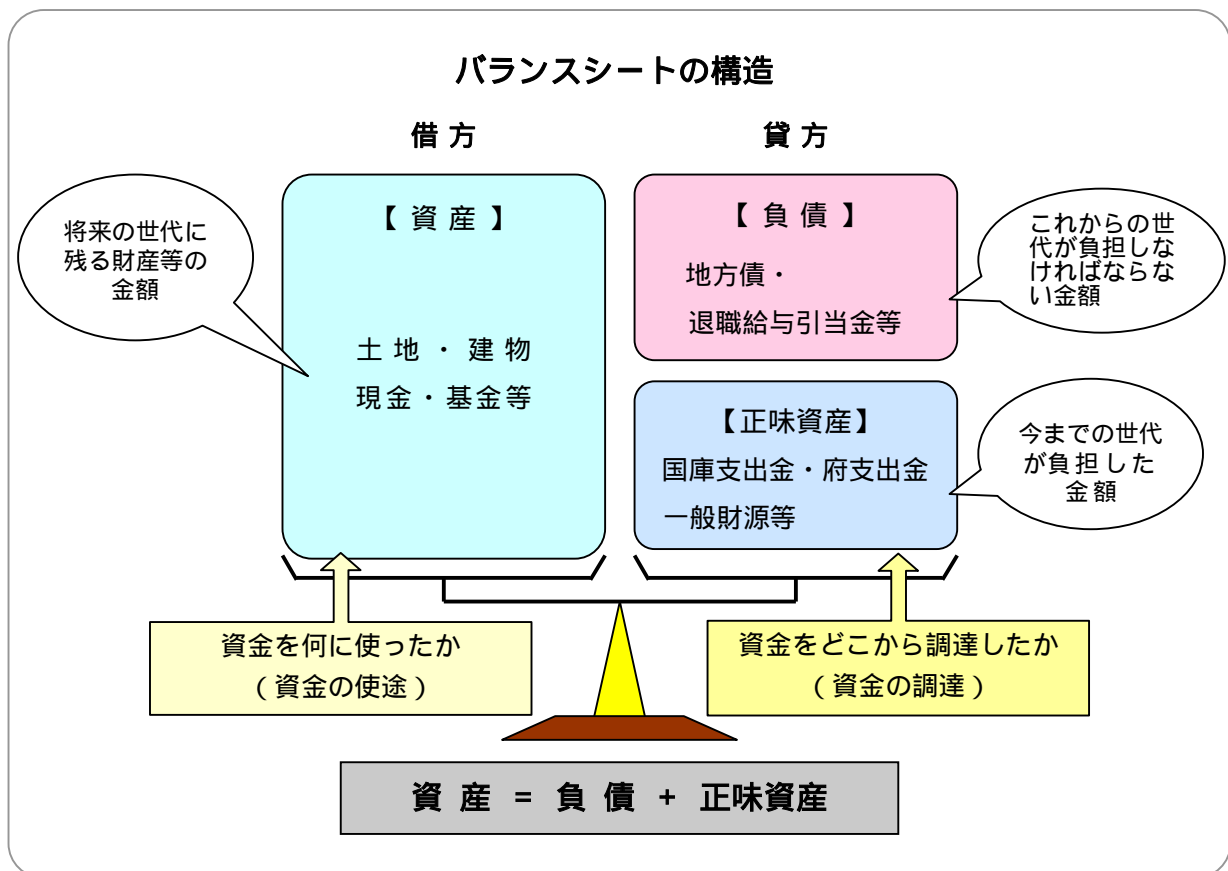 バランスシートの構造
借方
貸方
将来の世代に
残る財産等の
金額
【 資 産 】
土 地 ・ 建 物
現金・基金等
【 負 債 】
地方債・
退職給与引当金等
これからの世
代が負担しな
ければならな
い金額
【正味資産】
国庫支出金・府支出金
一般財源等
今までの世代
が負担した
金額
資金を何に使ったか
(資金の使途)
資金をどこから調達したか
(資金の調達)
資 産 = 負 債 + 正味資産